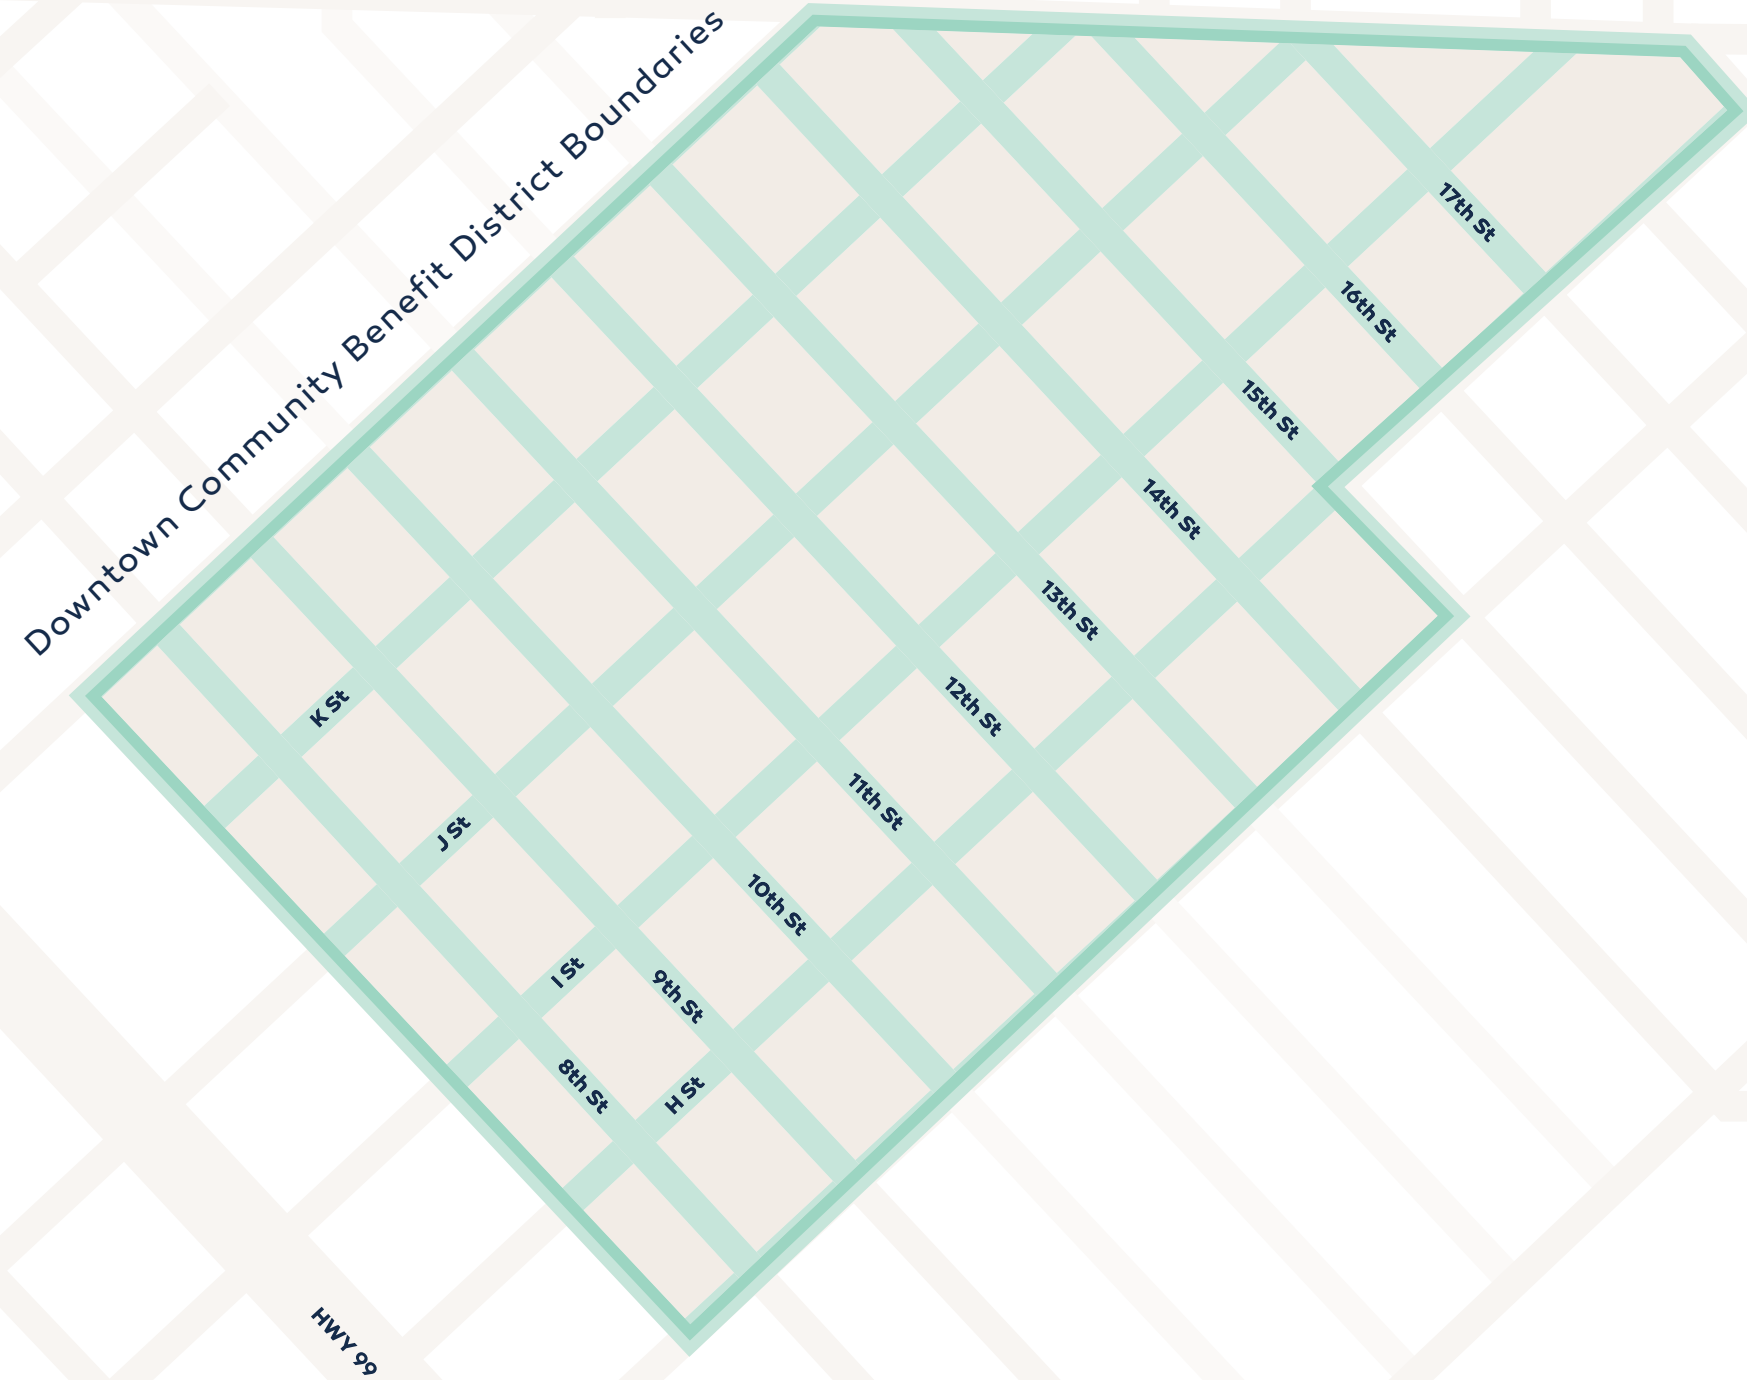 Downtown Community Benefit District Boundaries
17th St
16th St
15th St
14th St
13th St
12th St
11th St
10th St
9th St
8th St
K St
J St
I St
H St
HWY 99